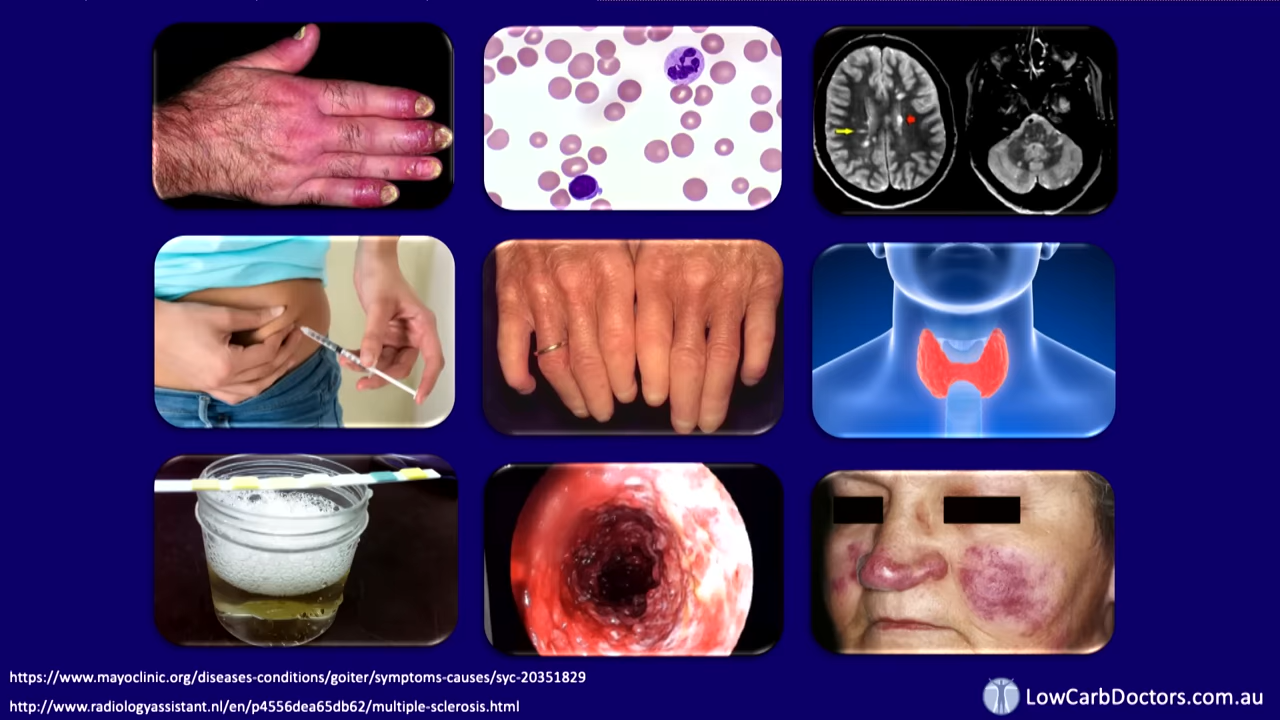 https://www.mayoclinic.org/diseases-conditions/goiter/symptoms-causes/syc-20351829
http://www.radiologyassistant.nl/en/p4556dea65db62/multiple-sclerosis.html
LowCarbDoctors.com.au